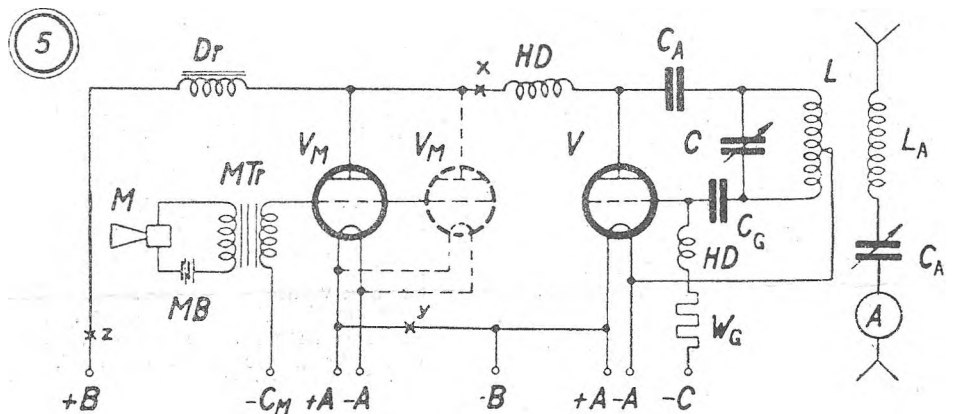 5
Dr
x
HD
C_A
L
V_M
V_M
V
C
L_A
M
MTr
C_G
HD
C_A
MB
z
y
W_G
A
+B
-C_M
+A
-A
-B
+A
-A
-C